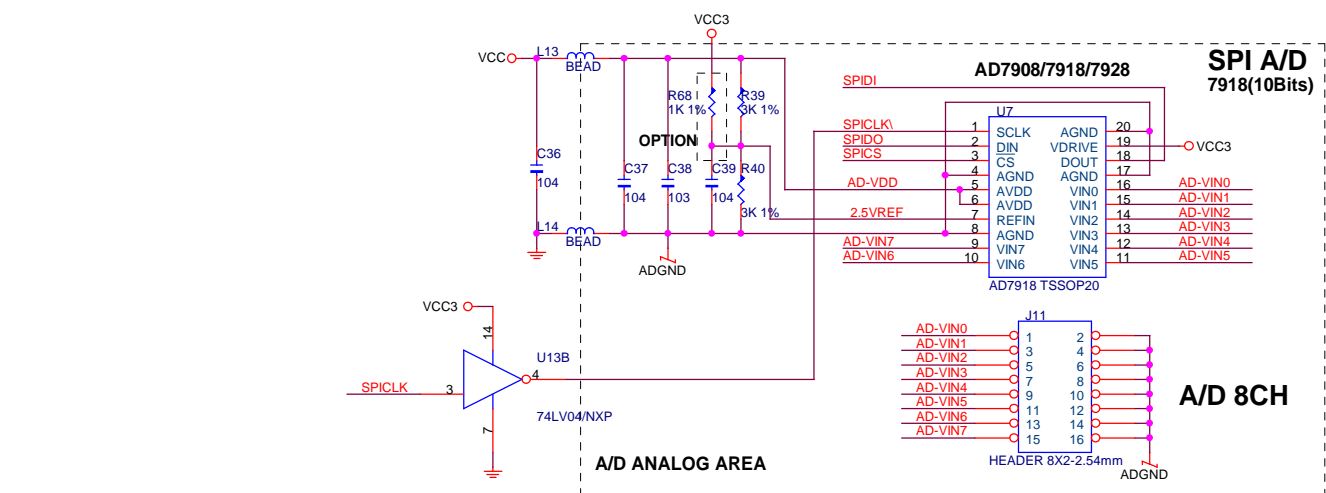 VCC3
VCC
L13
BEAD
SPI A/D
7918(10Bits)
AD7908/7918/7928
SPIDI
R68
1K 1%
R39
3K 1%
OPTION
U7
SPICLK\
1 SCLK AGND 20
SPIDO
2 DIN VDRIVE 19 VCC3
SPICS
3 CS DOUT 18
4 AGND AGND 17
AD-VDD
5 AVDD VIN0 16 AD-VIN0
6 AVDD VIN1 15 AD-VIN1
2.5VREF
7 REFIN VIN2 14 AD-VIN2
8 AGND VIN3 13 AD-VIN3
AD-VIN7
9 VIN7 VIN4 12 AD-VIN4
AD-VIN6
10 VIN6 VIN5 11 AD-VIN5
AD7918 TSSOP20
C36
104
C37
104
C38
103
C39
104
R40
3K 1%
L14
BEAD
ADGND
VCC3
14
U13B
SPICLK
3
4
7
74LV04/NXP
J11
AD-VIN0 1 2
AD-VIN1 3 4
AD-VIN2 5 6
AD-VIN3 7 8
AD-VIN4 9 10
AD-VIN5 11 12
AD-VIN6 13 14
AD-VIN7 15 16
HEADER 8X2-2.54mm
ADGND
A/D 8CH
A/D ANALOG AREA